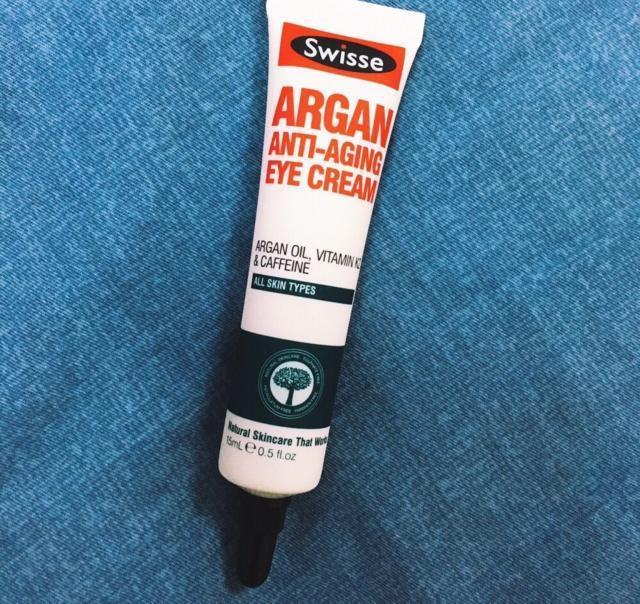 Swisse
ARGAN
ANTI-AGING
EYE CREAM
ARGAN OIL, VITAMIN K2
& CAFFEINE
ALL SKIN TYPES
Natural Skincare That Works
15mL e 0.5 fl.oz